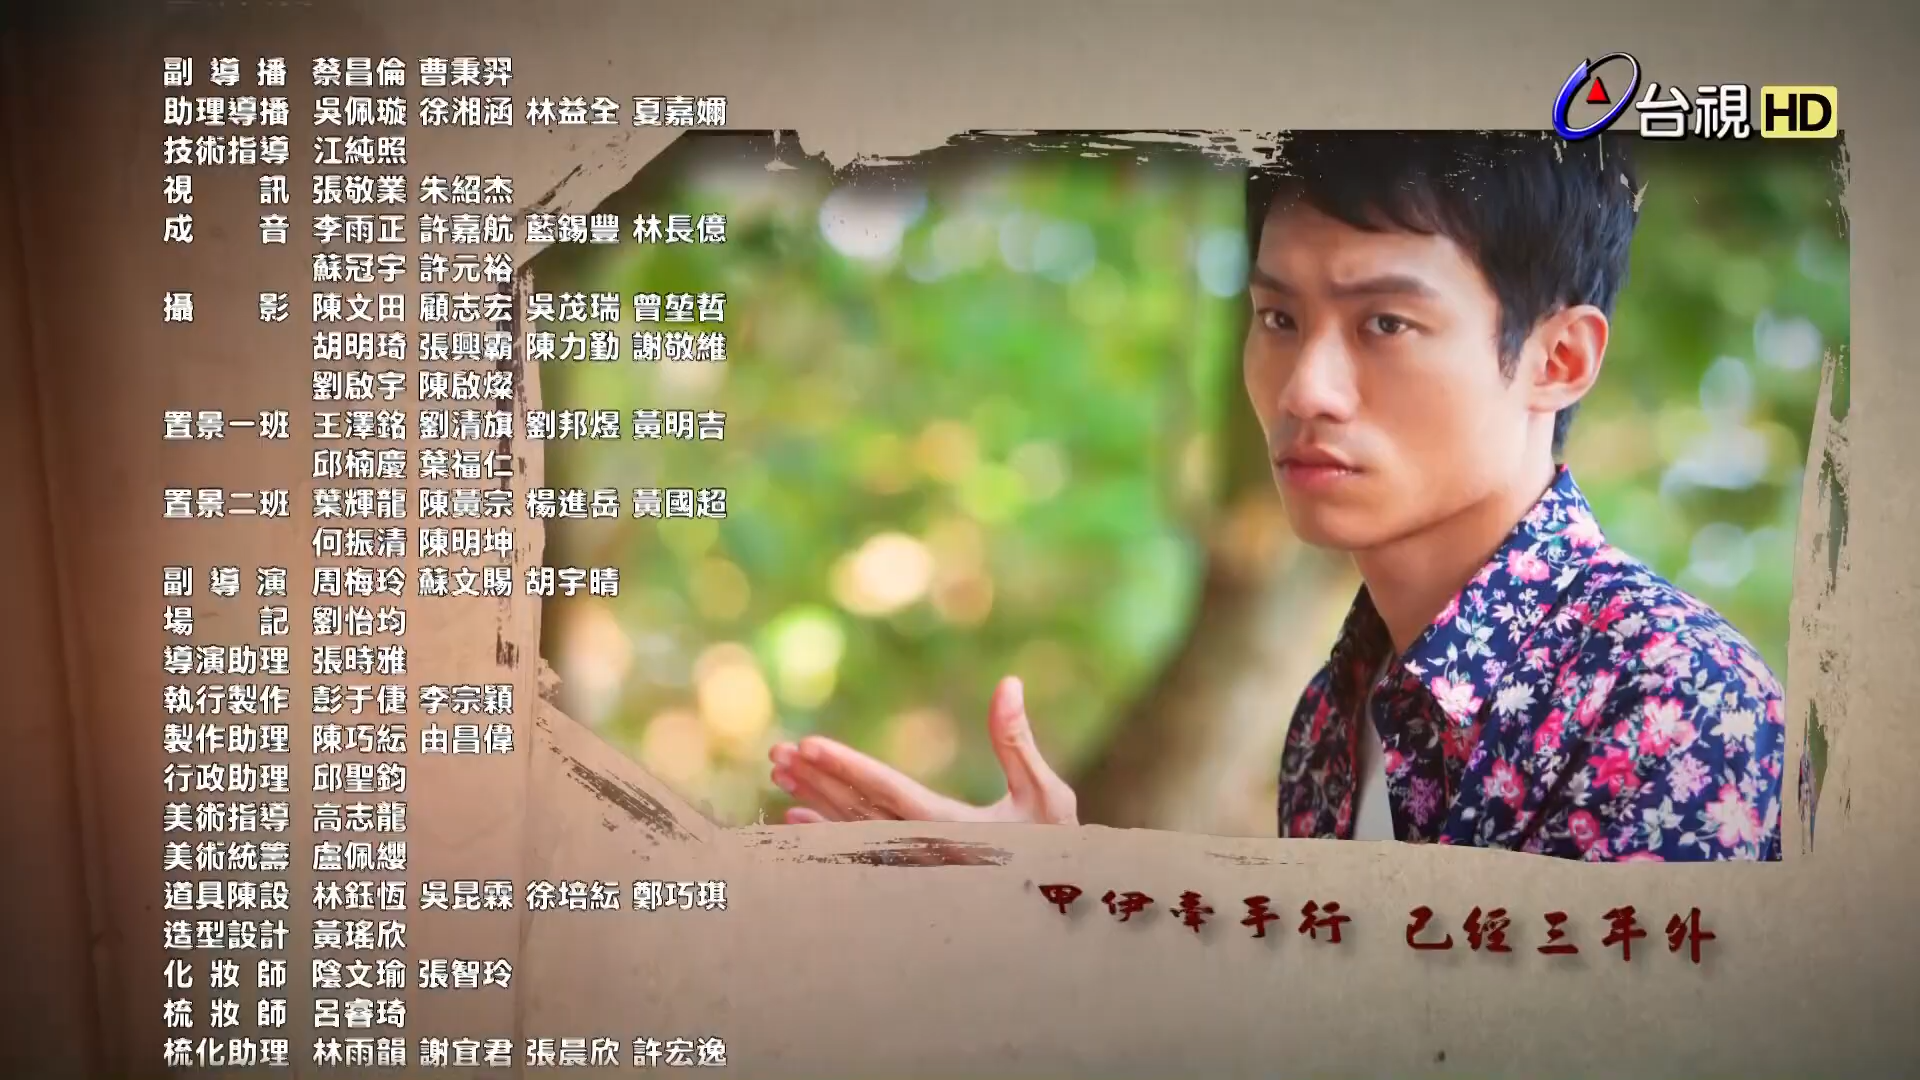 副導播 蔡昌倫 曹秉羿
助理導播 吳佩璇 徐湘涵 林益全 夏嘉嬭
技術指導 江純照
視訊 張敬業 朱紹杰
成音 李雨正 許嘉航 藍錫豐 林長億
蘇冠宇 許元裕
攝影 陳文田 顧志宏 吳茂瑞 曾堃哲
胡明琦 張興霸 陳力勤 謝敬維
劉啟宇 陳啟燦
置景一班 王澤銘 劉清旗 劉邦煜 黃明吉
邱楠慶 葉福仁
置景二班 葉輝龍 陳黃宗 楊進岳 黃國超
何振清 陳明坤
副導演 周梅玲 蘇文賜 胡宇晴
場記 劉怡均
導演助理 張時雅
執行製作 彭于倢 李宗穎
製作助理 陳巧紜 由昌偉
行政助理 邱聖鈞
美術指導 高志龍
美術統籌 盧佩纓
道具陳設 林鈺恆 吳昆霖 徐培紜 鄭巧琪
造型設計 黃瑤欣
化妝師 陰文瑜 張智玲
梳妝師 呂睿琦
梳化助理 林雨韻 謝宜君 張晨欣 許宏逸
台視HD
甲伊牽手行 已經三年外